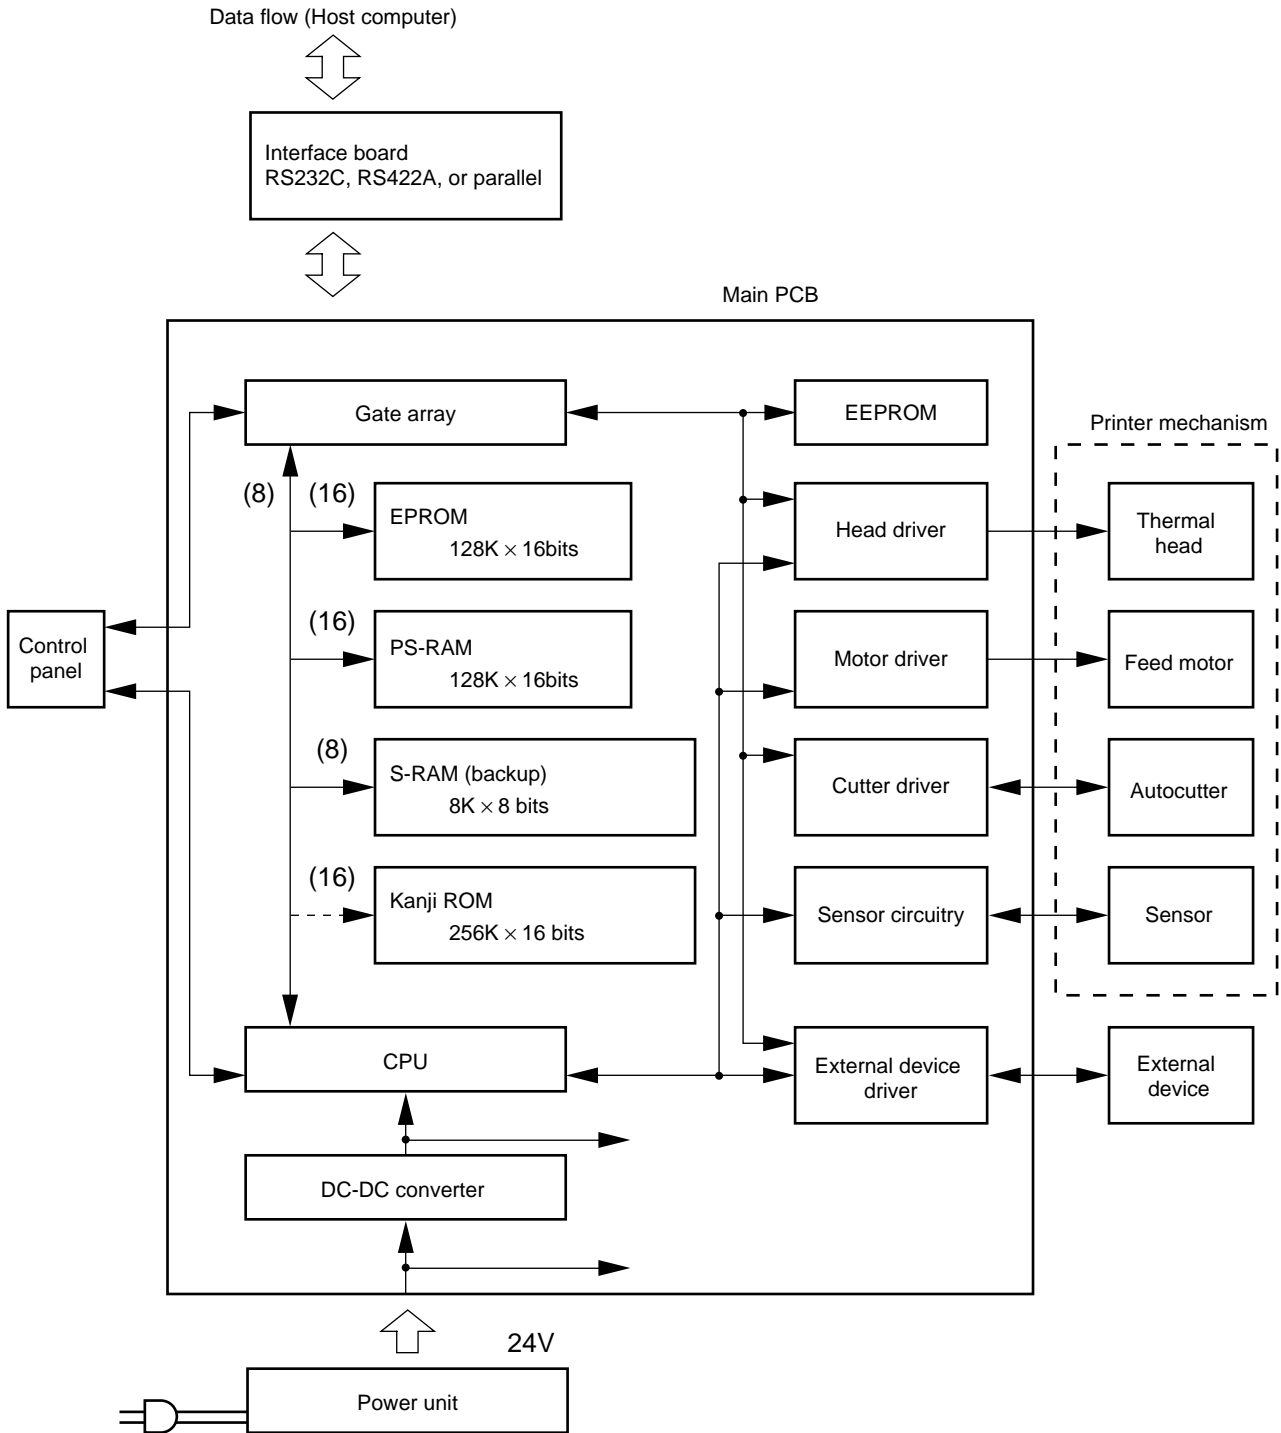 Data flow (Host computer)
Interface board
RS232C, RS422A, or parallel
Main PCB
Gate array
EEPROM
Printer mechanism
(8)
(16)
EPROM
128K × 16bits
Head driver
Thermal
head
Control
panel
(16)
PS-RAM
128K × 16bits
Motor driver
Feed motor
(8)
S-RAM (backup)
8K × 8 bits
Cutter driver
Autocutter
(16)
Kanji ROM
256K × 16 bits
Sensor circuitry
Sensor
CPU
External device
driver
External
device
DC-DC converter
24V
Power unit